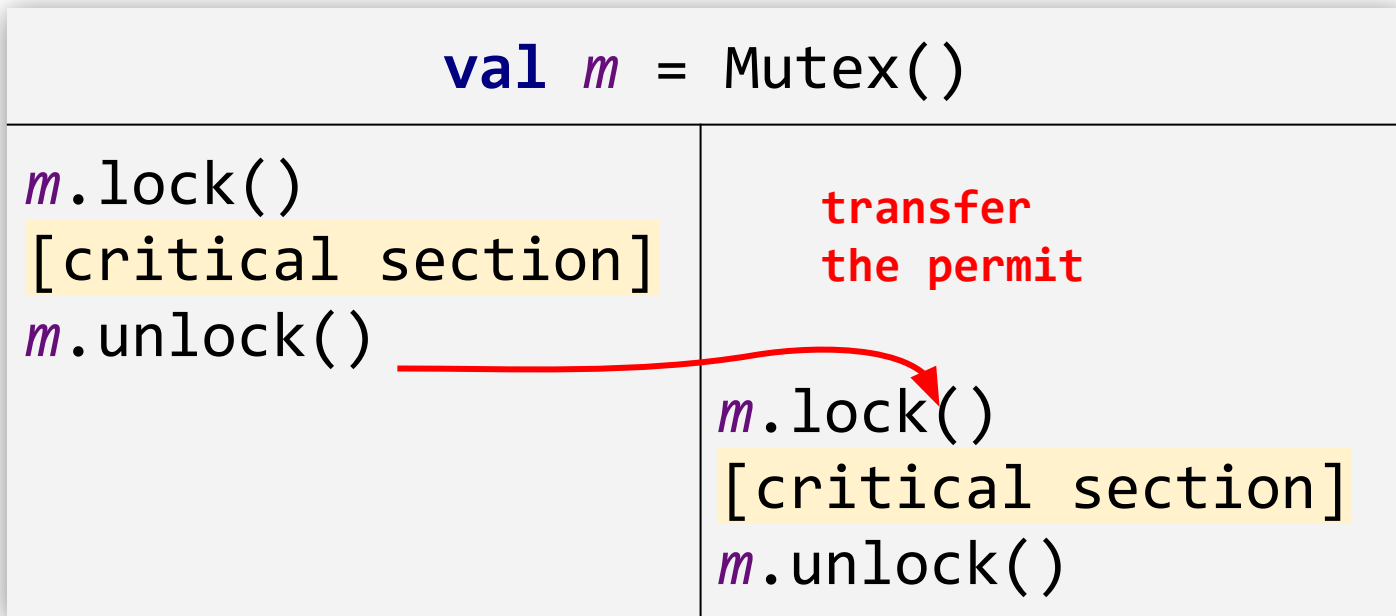 val m = Mutex()
m.lock()
[critical section]
m.unlock()
transfer
the permit
m.lock()
[critical section]
m.unlock()